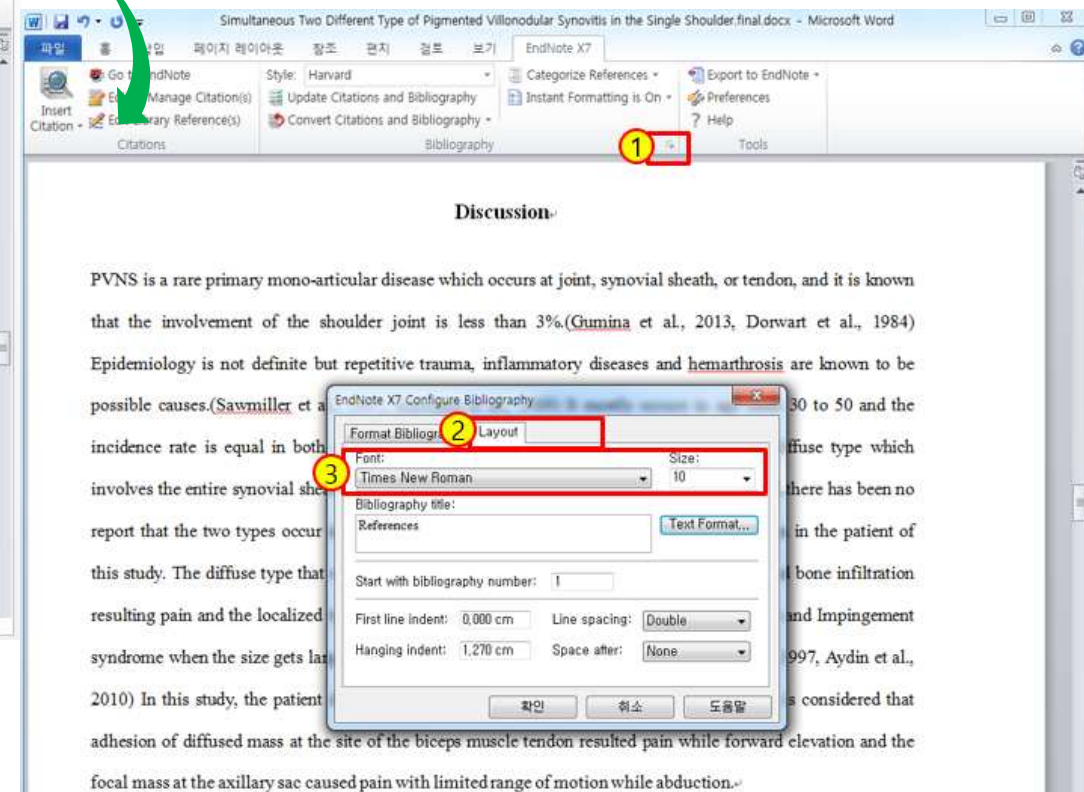 Simultaneous Two Different Type of Pigmented Villonodular Synovitis in the Single Shoulder.final.docx - Microsoft Word
파일 홈 페이지 레이아웃 참조 편지 검토 보기 EndNote X7
Go to EndNote Style: Harvard Categorize References Export to EndNote
Manage Citation(s) Update Citations and Bibliography Instant Formatting is On Preferences
Insert Citation Reference(s) Convert Citations and Bibliography Help
Citations Bibliography 1 Tools
Discussion
PVNS is a rare primary mono-articular disease which occurs at joint, synovial sheath, or tendon, and it is known
that the involvement of the shoulder joint is less than 3%.(Gumina et al., 2013, Dorwart et al., 1984)
Epidemiology is not definite but repetitive trauma, inflammatory diseases and hemarthrosis are known to be
possible causes.(Sawmiller et a 30 to 50 and the
incidence rate is equal in both ffuse type which
involves the entire synovial she there has been no
report that the two types occur in the patient of
this study. The diffuse type that bone infiltration
resulting pain and the localized and Impingement
syndrome when the size gets lar 997, Aydin et al.,
2010) In this study, the patient s considered that
adhesion of diffused mass at the site of the biceps muscle tendon resulted pain while forward elevation and the
focal mass at the axillary sac caused pain with limited range of motion while abduction.
EndNote X7 Configure Bibliography
Format Bibliogr 2 Layout
3 Font: Size:
Times New Roman 10
Bibliography title:
References Text Format...
Start with bibliography number: 1
First line indent: 0,000 cm Line spacing: Double
Hanging indent: 1,270 cm Space after: None
확인 취소 도움말